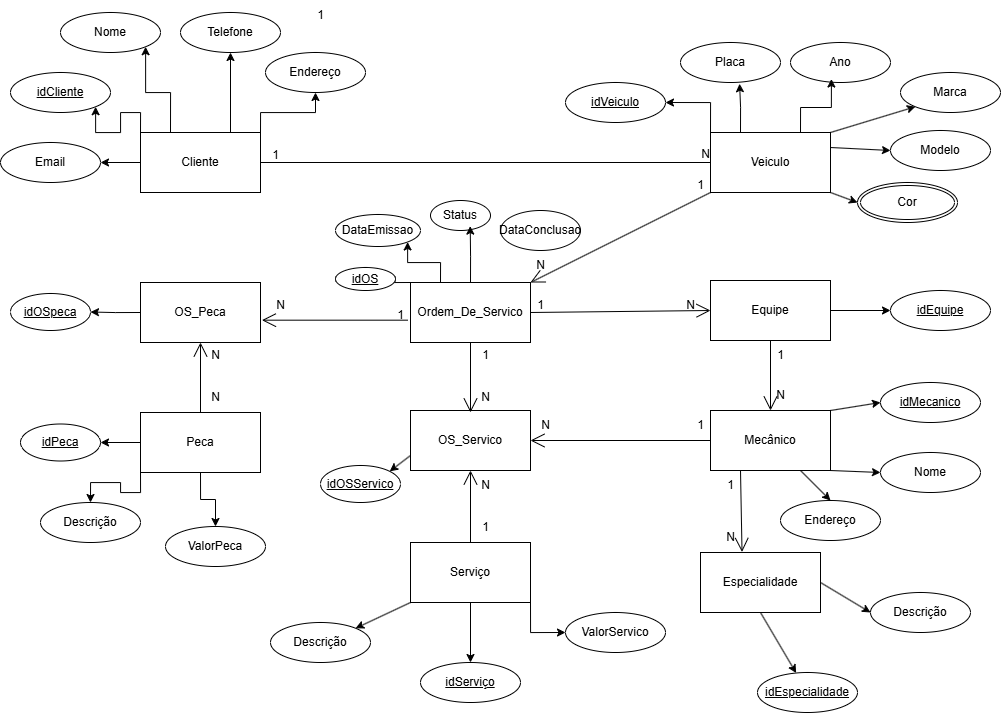 1
Nome
Telefone
Endereço
Placa
Ano
idCliente
idVeiculo
Marca
Email
Cliente
1
N
Veiculo
Modelo
1
Cor
DataEmissao
Status
DataConclusao
idOS
N
idOSpeca
OS_Peca
N
1
Ordem_De_Servico
1
N
Equipe
idEquipe
N
1
1
N
N
N
idMecanico
idPeca
Peca
OS_Servico
N
1
Mecânico
idOSServico
N
1
Nome
Descrição
ValorPeca
1
Endereço
N
Serviço
Especialidade
Descrição
Descrição
ValorServico
idServiço
idEspecialidade